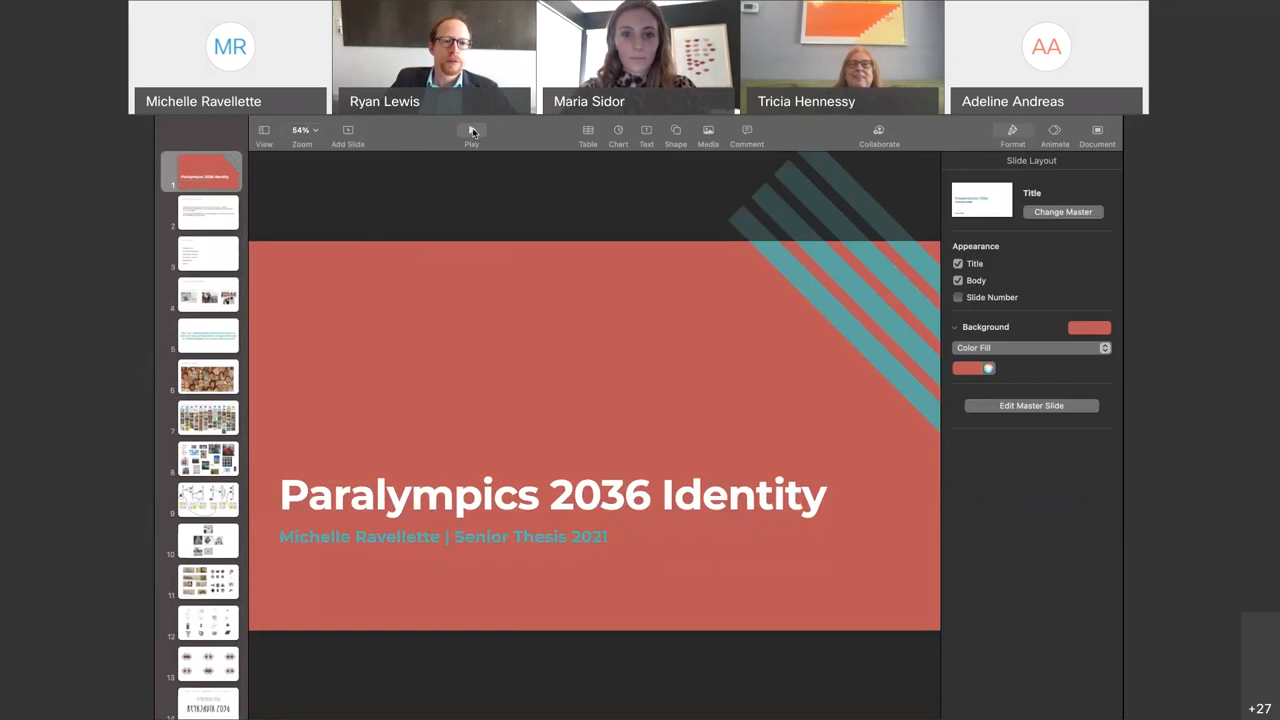 MR
AA
Michelle Ravellette
Ryan Lewis
Maria Sidor
Tricia Hennessy
Adeline Andreas
54%
View
Zoom
Add Slide
Play
Table
Chart
Text
Shape
Media
Comment
Collaborate
Format
Animate
Document
Slide Layout
Title
Change Master
Appearance
Title
Body
Slide Number
Background
Color Fill
Edit Master Slide
Paralympics 2036 Identity
Michelle Ravellette | Senior Thesis 2021
Paralympics 2036 Identity
1
2
3
4
5
6
7
8
9
10
11
12
13
+27